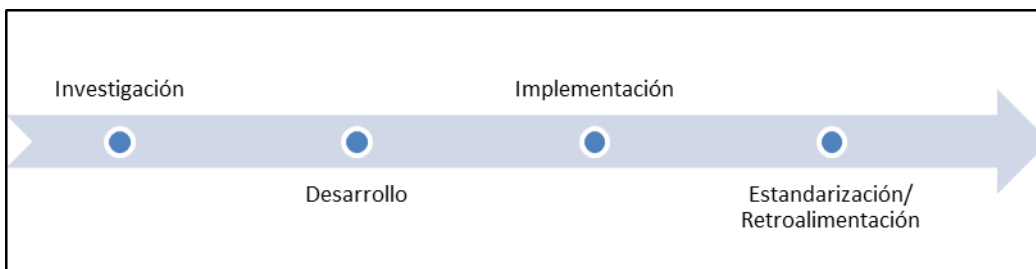 Investigación
Implementación
Desarrollo
Estandarización/
Retroalimentación